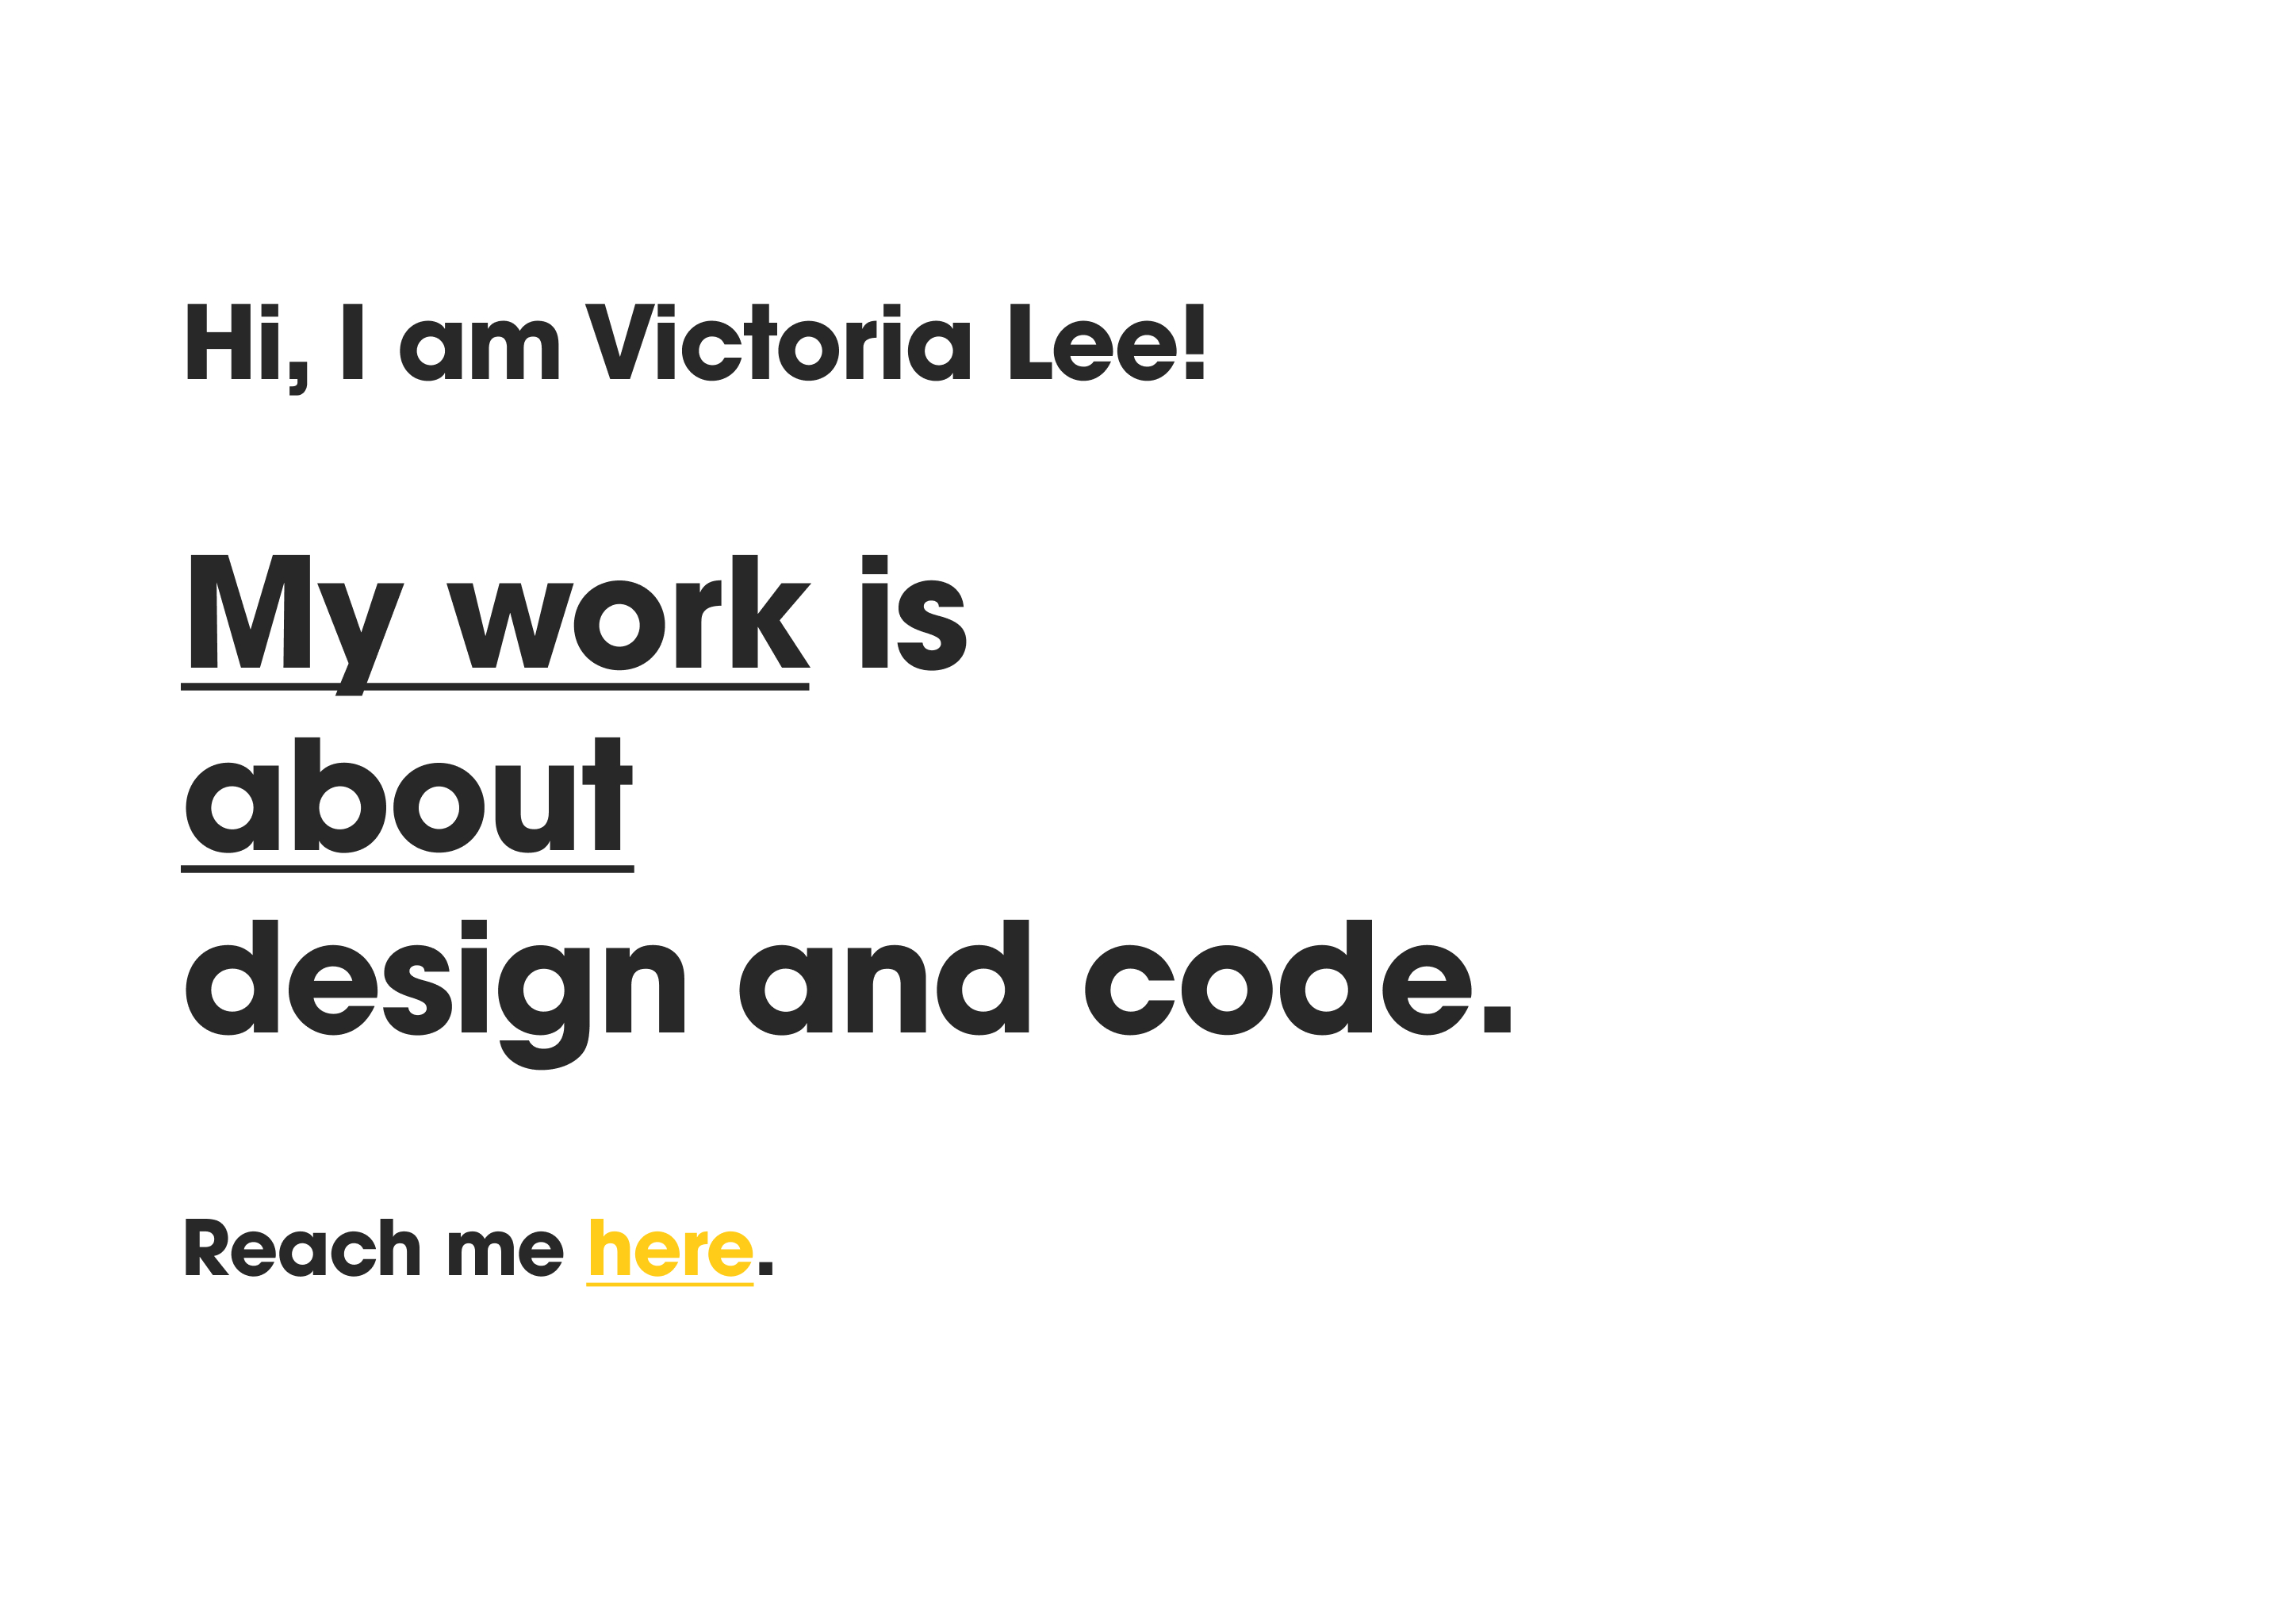 Hi, I am Victoria Lee!
My work is
about
design and code.
Reach me here.